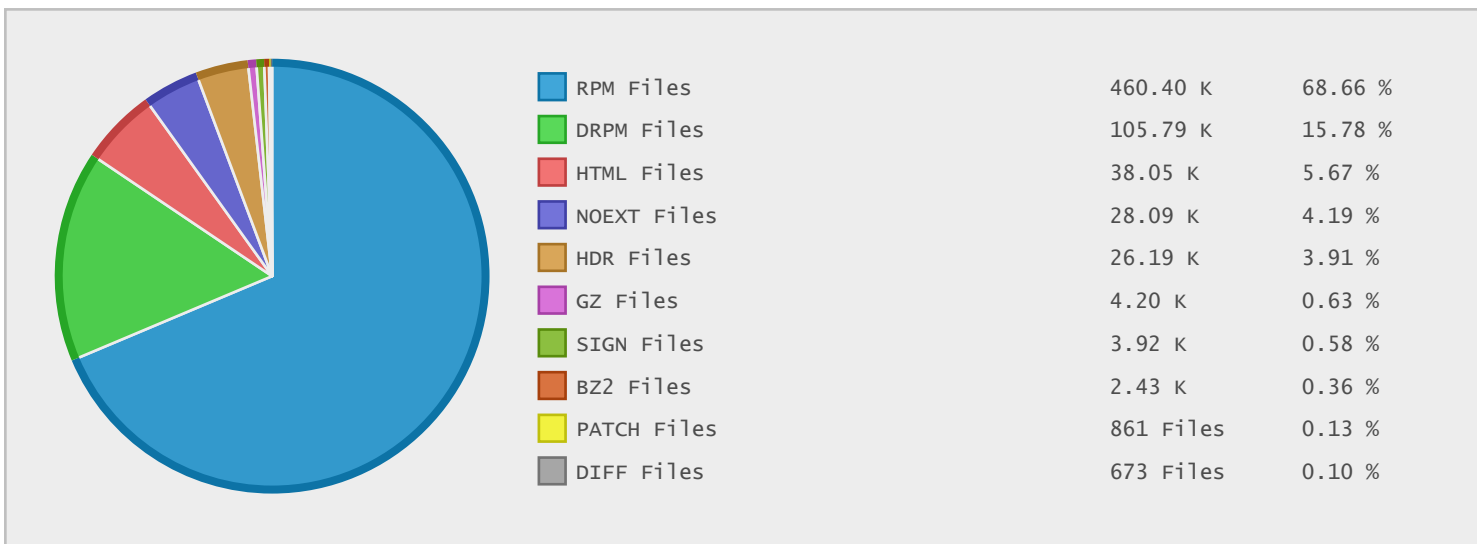 RPM Files 460.40 K 68.66 %
DRPM Files 105.79 K 15.78 %
HTML Files 38.05 K 5.67 %
NOEXT Files 28.09 K 4.19 %
HDR Files 26.19 K 3.91 %
GZ Files 4.20 K 0.63 %
SIGN Files 3.92 K 0.58 %
BZ2 Files 2.43 K 0.36 %
PATCH Files 861 Files 0.13 %
DIFF Files 673 Files 0.10 %